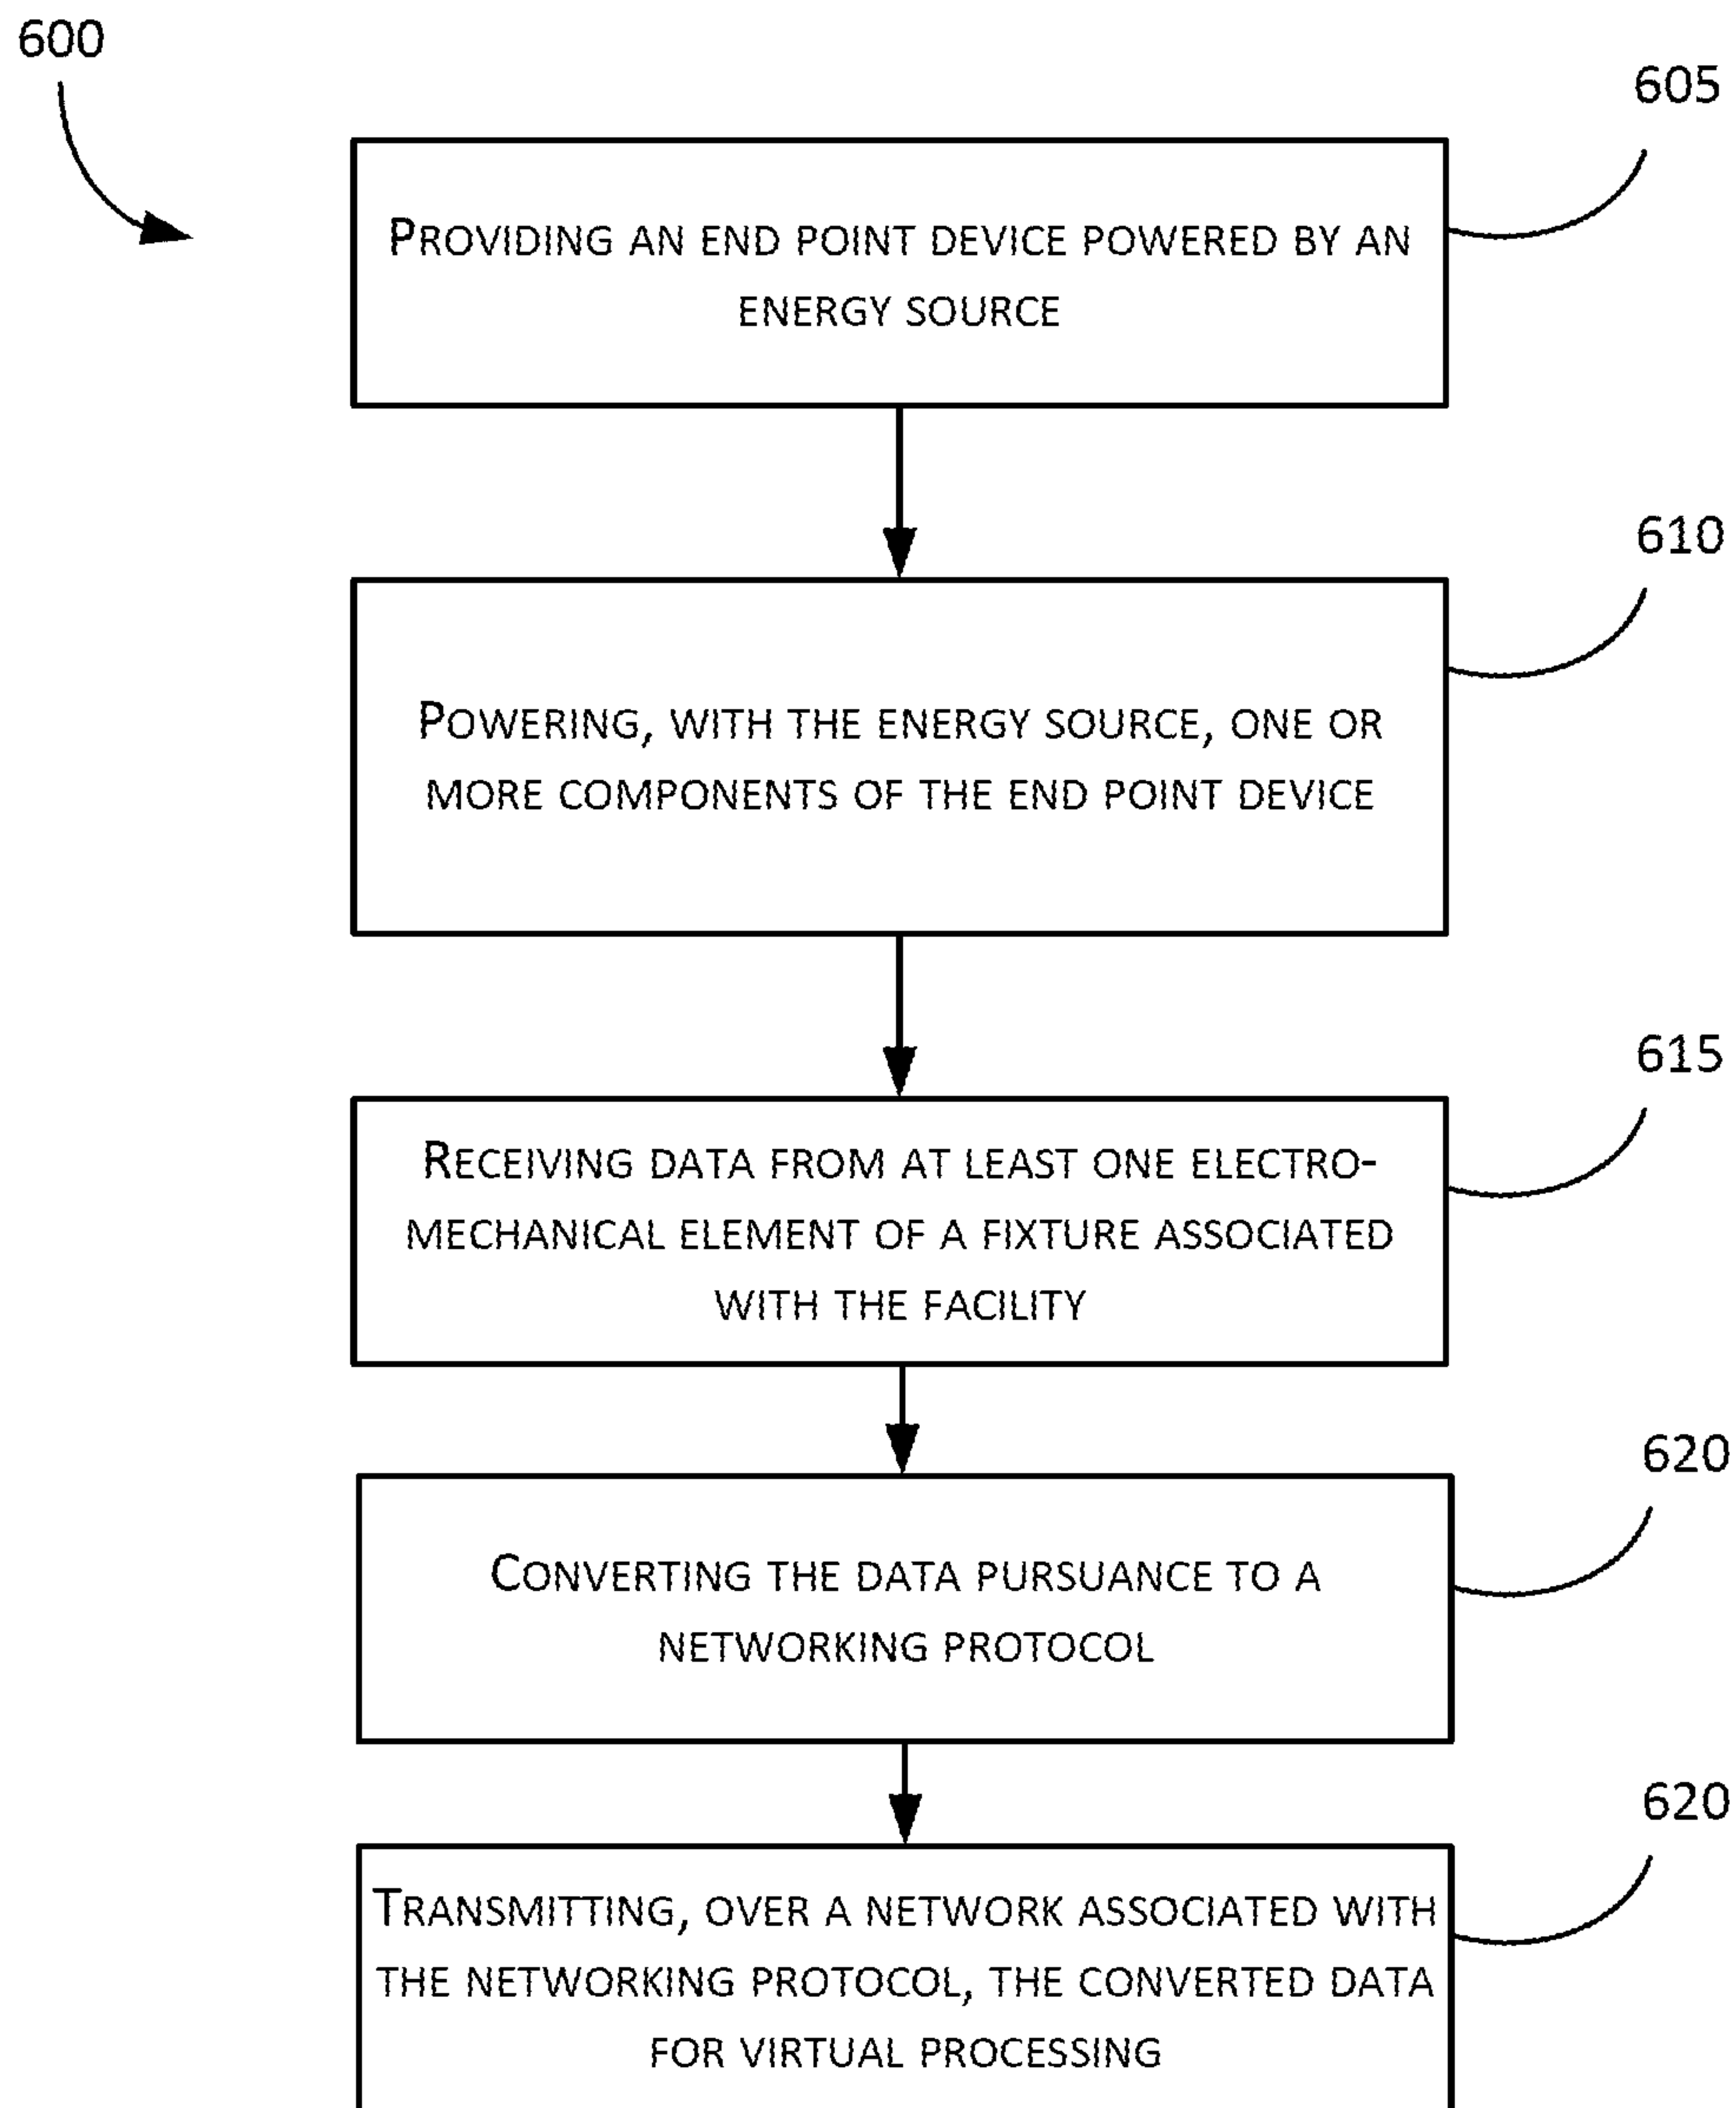 600
605
PROVIDING AN END POINT DEVICE POWERED BY AN
ENERGY SOURCE
610
POWERING, WITH THE ENERGY SOURCE, ONE OR
MORE COMPONENTS OF THE END POINT DEVICE
615
RECEIVING DATA FROM AT LEAST ONE ELECTRO-
MECHANICAL ELEMENT OF A FIXTURE ASSOCIATED
WITH THE FACILITY
620
CONVERTING THE DATA PURSUANCE TO A
NETWORKING PROTOCOL
620
TRANSMITTING, OVER A NETWORK ASSOCIATED WITH
THE NETWORKING PROTOCOL, THE CONVERTED DATA
FOR VIRTUAL PROCESSING